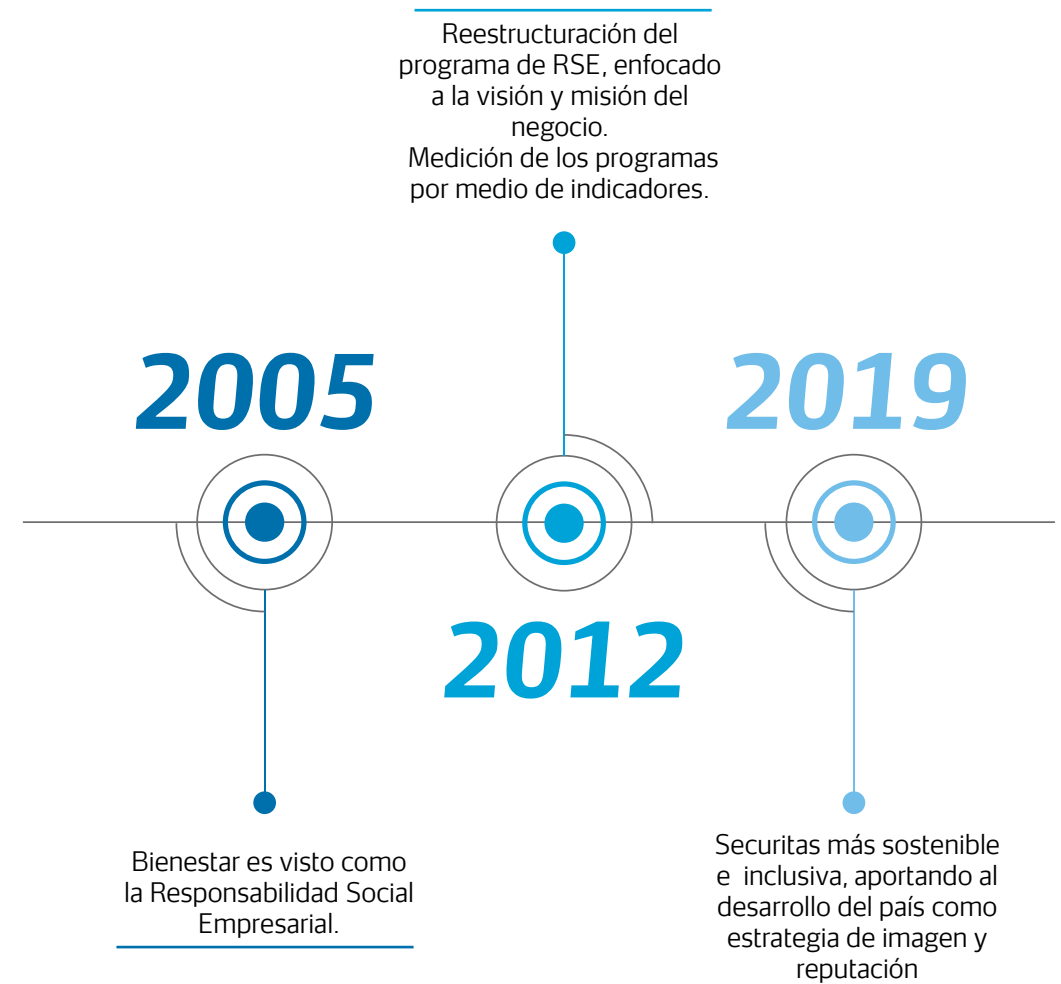 Reestructuración del
programa de RSE, enfocado
a la visión y misión del
negocio.
Medición de los programas
por medio de indicadores.
2005
2019
2012
Bienestar es visto como
la Responsabilidad Social
Empresarial.
Securitas más sostenible
e inclusiva, aportando al
desarrollo del país como
estrategia de imagen y
reputación